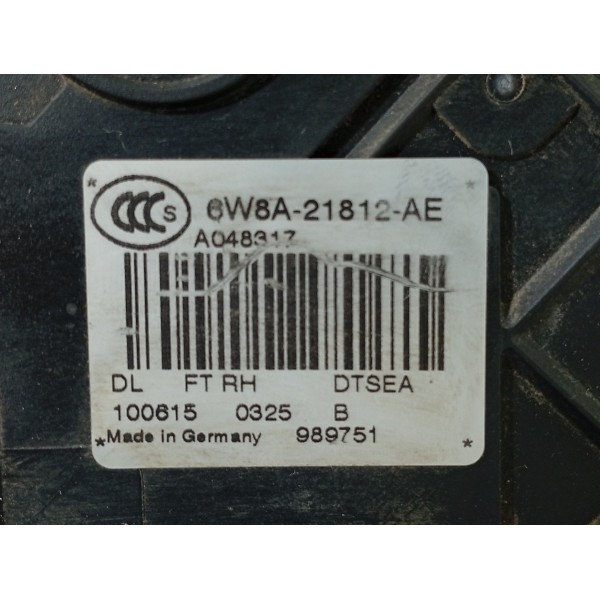 CCC S 6W8A-21812-AE
A048317
DL FT RH DTSEA
100615 0325 B
*Made in Germany 989751 *